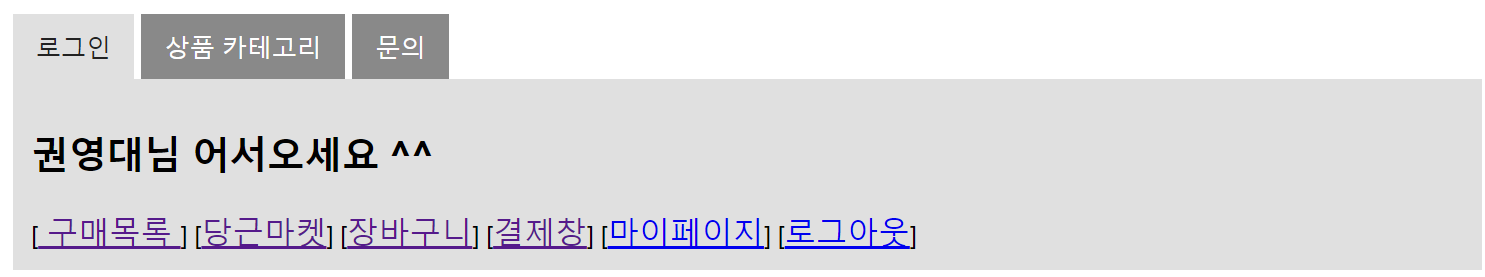 로그인 상품 카테고리 문의
권영대님 어서오세요 ^^
[ 구매목록 ] [당근마켓] [장바구니] [결제창] [마이페이지] [로그아웃]